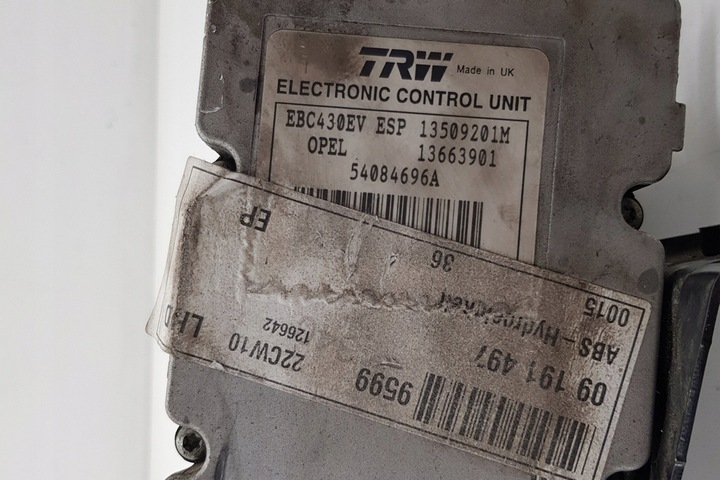 TRW Made in UK
ELECTRONIC CONTROL UNIT
EBC430EV ESP 13509201M
OPEL 13663901
54084696A
0015 36 EP
09 191 497
ABS - Hydroeinheit
9599
22CW10
126642